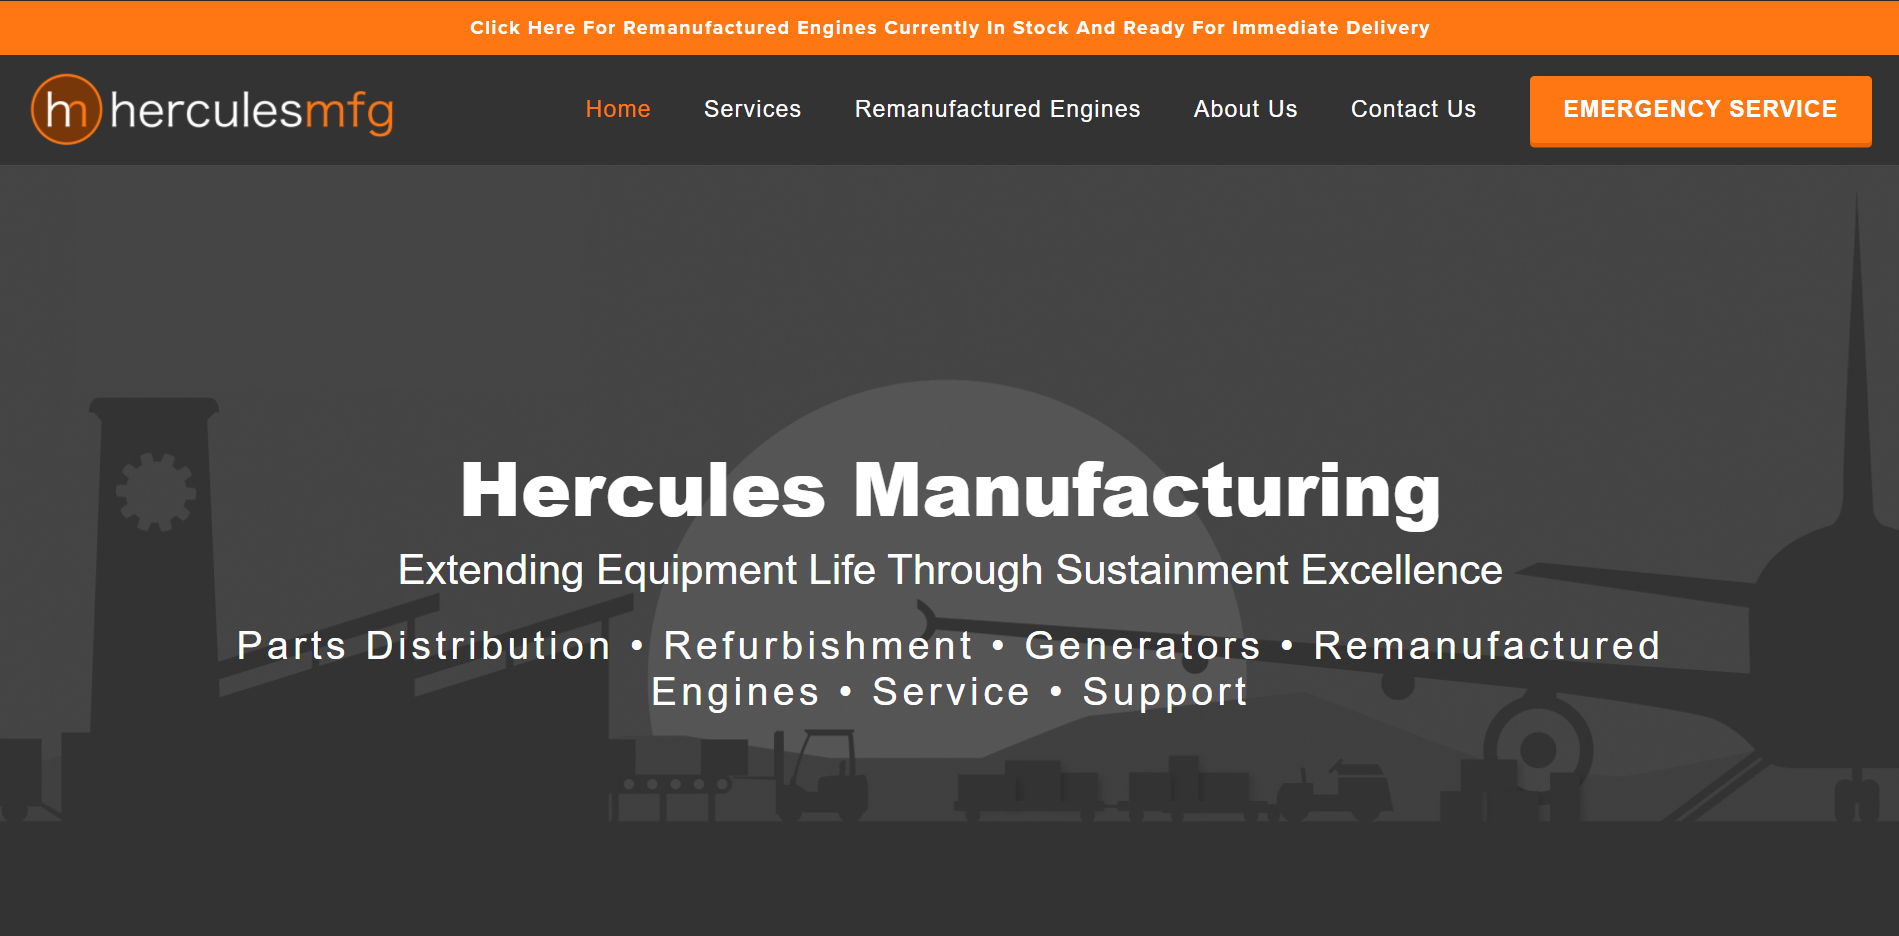 Click Here For Remanufactured Engines Currently In Stock And Ready For Immediate Delivery
hm herculesmfg
Home Services Remanufactured Engines About Us Contact Us EMERGENCY SERVICE
Hercules Manufacturing
Extending Equipment Life Through Sustainment Excellence
Parts Distribution • Refurbishment • Generators • Remanufactured
Engines • Service • Support